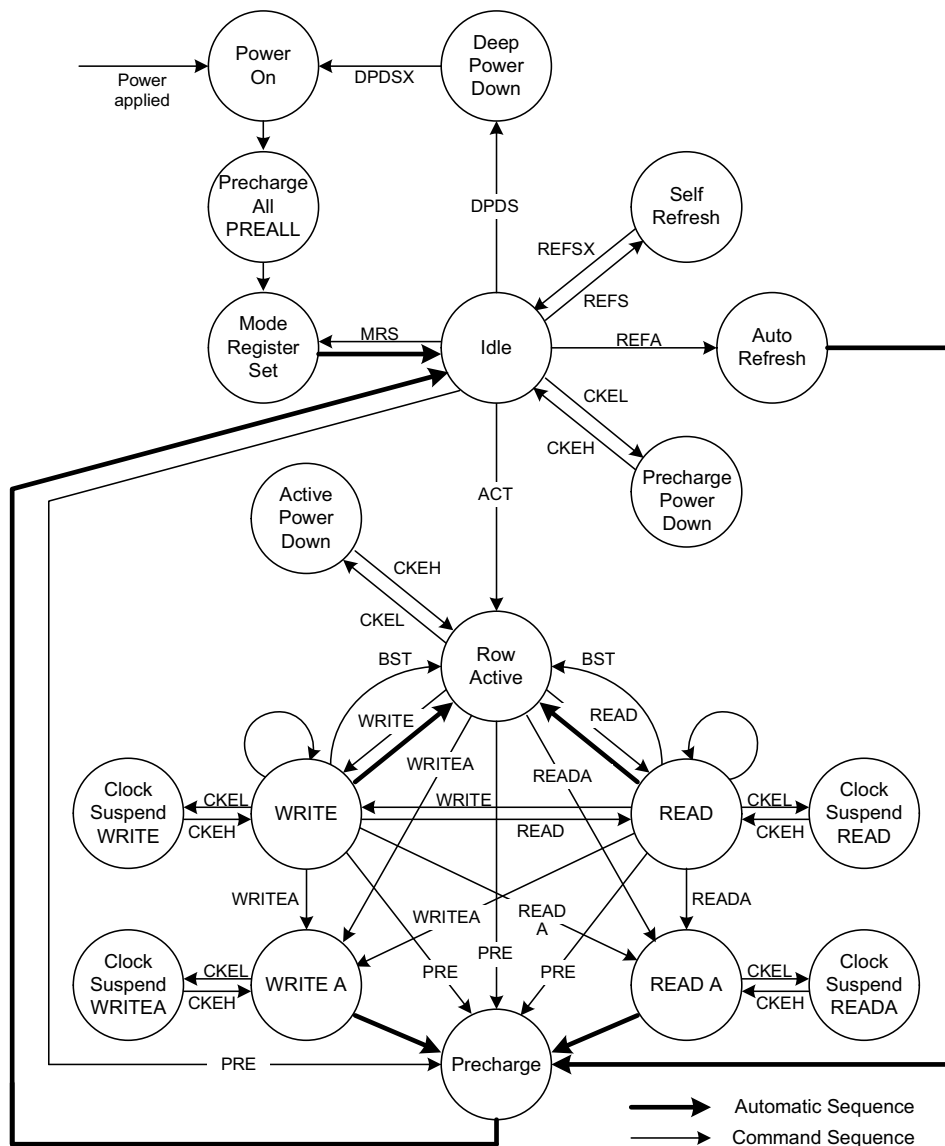 Power
On
Deep
Power
Down
Power
applied
DPDSX
Precharge
All
PREALL
DPDS
Self
Refresh
REFSX
REFS
Mode
Register
Set
MRS
Idle
REFA
Auto
Refresh
CKEL
CKEH
Precharge
Power
Down
ACT
Active
Power
Down
CKEH
CKEL
Row
Active
BST
BST
WRITE
READ
WRITEA
READA
Clock
Suspend
WRITE
CKEL
CKEH
WRITE
WRITE
READ
READ
CKEL
CKEH
Clock
Suspend
READ
WRITEA
WRITEA
READ
A
READA
Clock
Suspend
WRITEA
CKEL
CKEH
WRITE A
PRE
PRE
PRE
READ A
CKEL
CKEH
Clock
Suspend
READA
PRE
Precharge
Automatic Sequence
Command Sequence